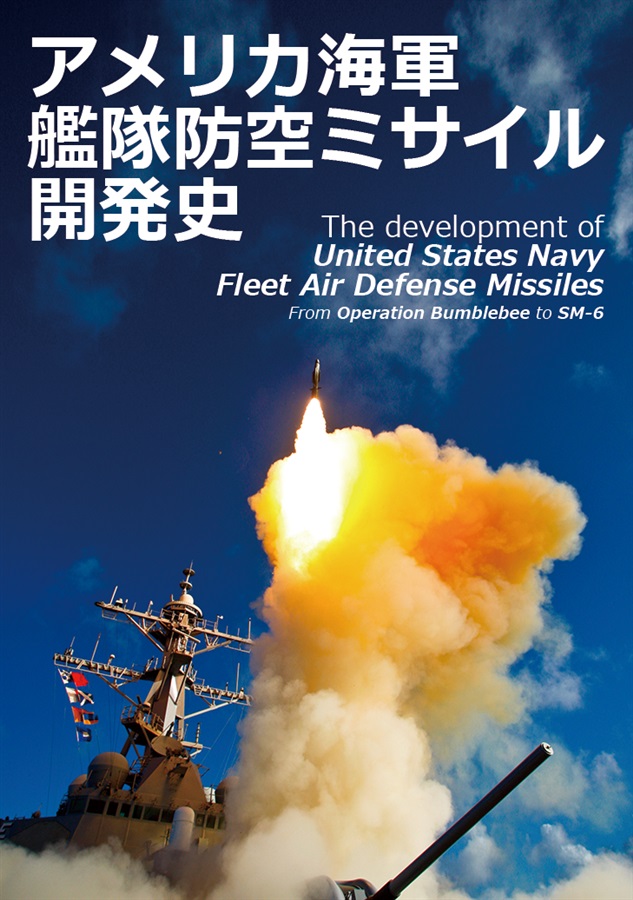 アメリカ海軍
艦隊防空ミサイル
開発史
The development of
United States Navy
Fleet Air Defense Missiles
From Operation Bumblebee to SM-6